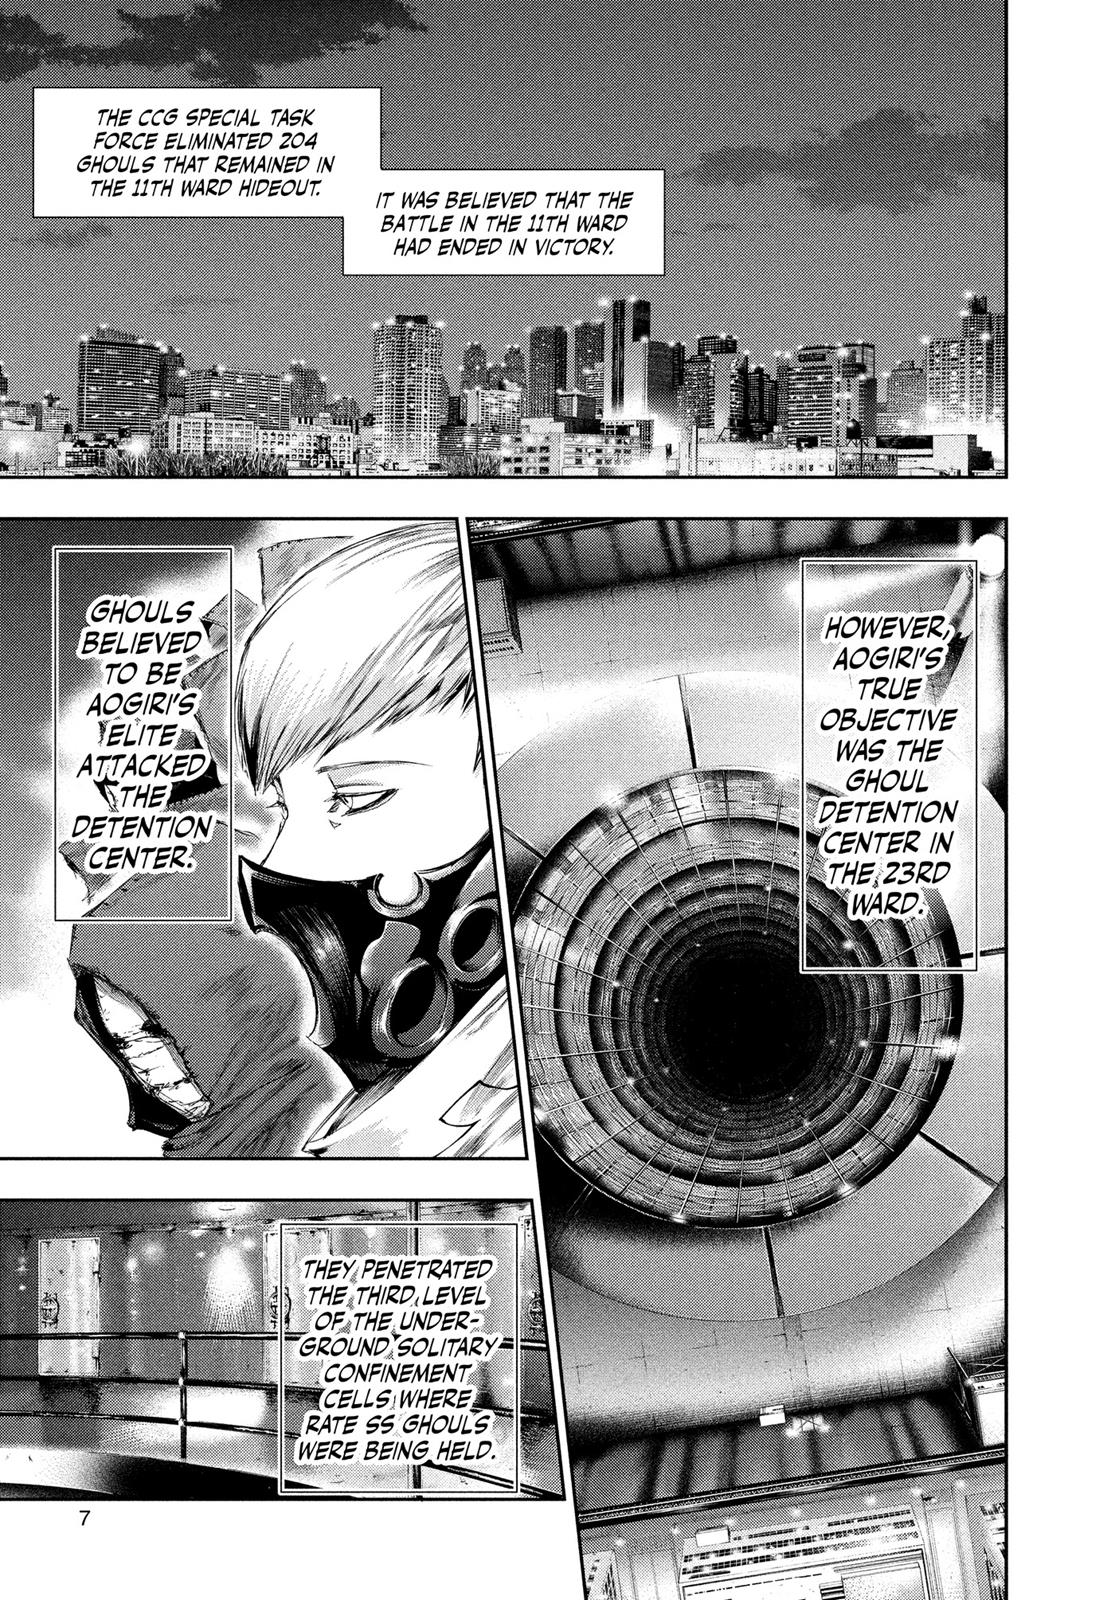 THE CCG SPECIAL TASK
FORCE ELIMINATED 204
GHOULS THAT REMAINED IN
THE 11TH WARD HIDEOUT.
IT WAS BELIEVED THAT THE
BATTLE IN THE 11TH WARD
HAD ENDED IN VICTORY.
HOWEVER,
AOGIRI'S
TRUE
OBJECTIVE
WAS THE
GHOUL
DETENTION
CENTER IN
THE 23RD
WARD.
GHOULS
BELIEVED
TO BE
AOGIRI'S
ELITE
ATTACKED
THE
DETENTION
CENTER.
THEY PENETRATED
THE THIRD LEVEL
OF THE UNDER-
GROUND SOLITARY
CONFINEMENT
CELLS WHERE
RATE SS GHOULS
WERE BEING HELD.
7